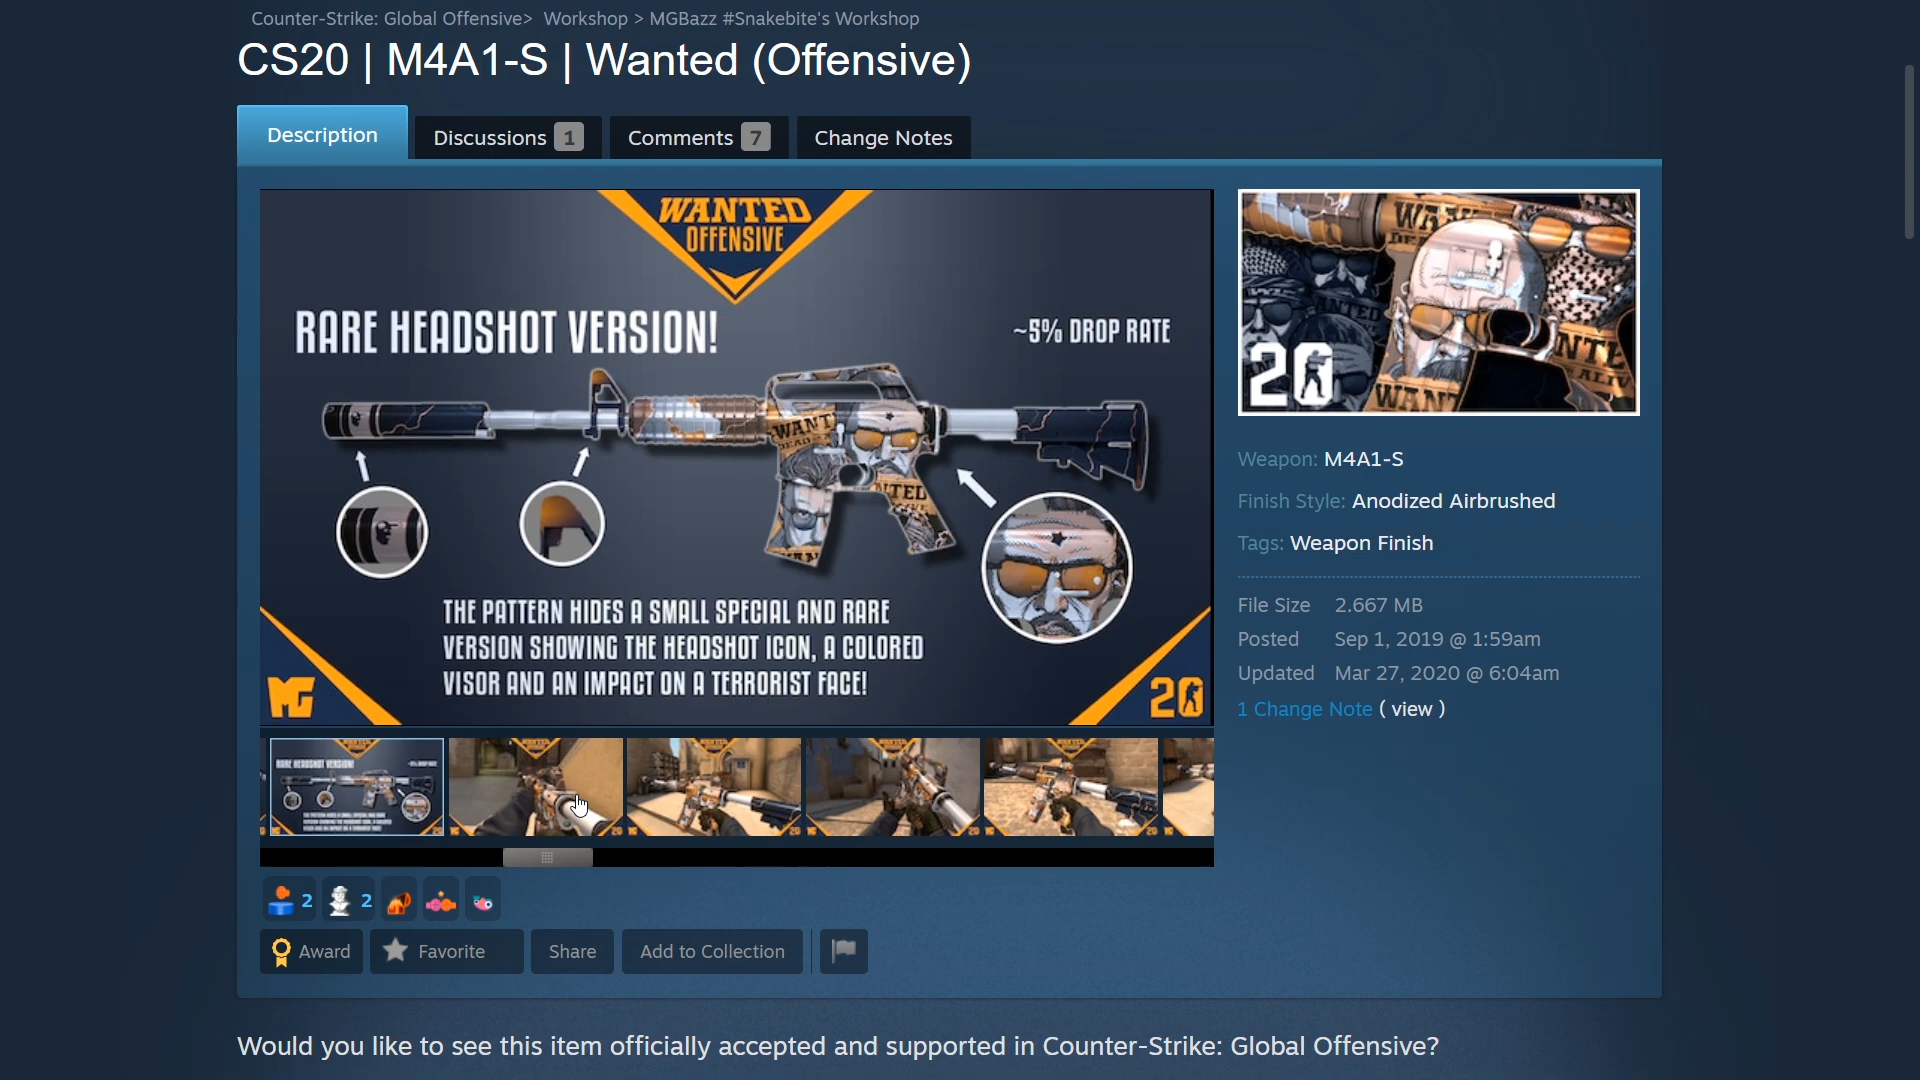 Counter-Strike: Global Offensive> Workshop > MGBazz #Snakebite's Workshop
CS20 | M4A1-S | Wanted (Offensive)
Description
Discussions 1
Comments 7
Change Notes
WANTED
OFFENSIVE
RARE HEADSHOT VERSION!
~5% DROP RATE
THE PATTERN HIDES A SMALL SPECIAL AND RARE
VERSION SHOWING THE HEADSHOT ICON, A COLORED
VISOR AND AN IMPACT ON A TERRORIST FACE!
MG
20
20
WANTED
Weapon: M4A1-S
Finish Style: Anodized Airbrushed
Tags: Weapon Finish
File Size 2.667 MB
Posted Sep 1, 2019 @ 1:59am
Updated Mar 27, 2020 @ 6:04am
1 Change Note ( view )
2
2
Award
Favorite
Share
Add to Collection
Would you like to see this item officially accepted and supported in Counter-Strike: Global Offensive?